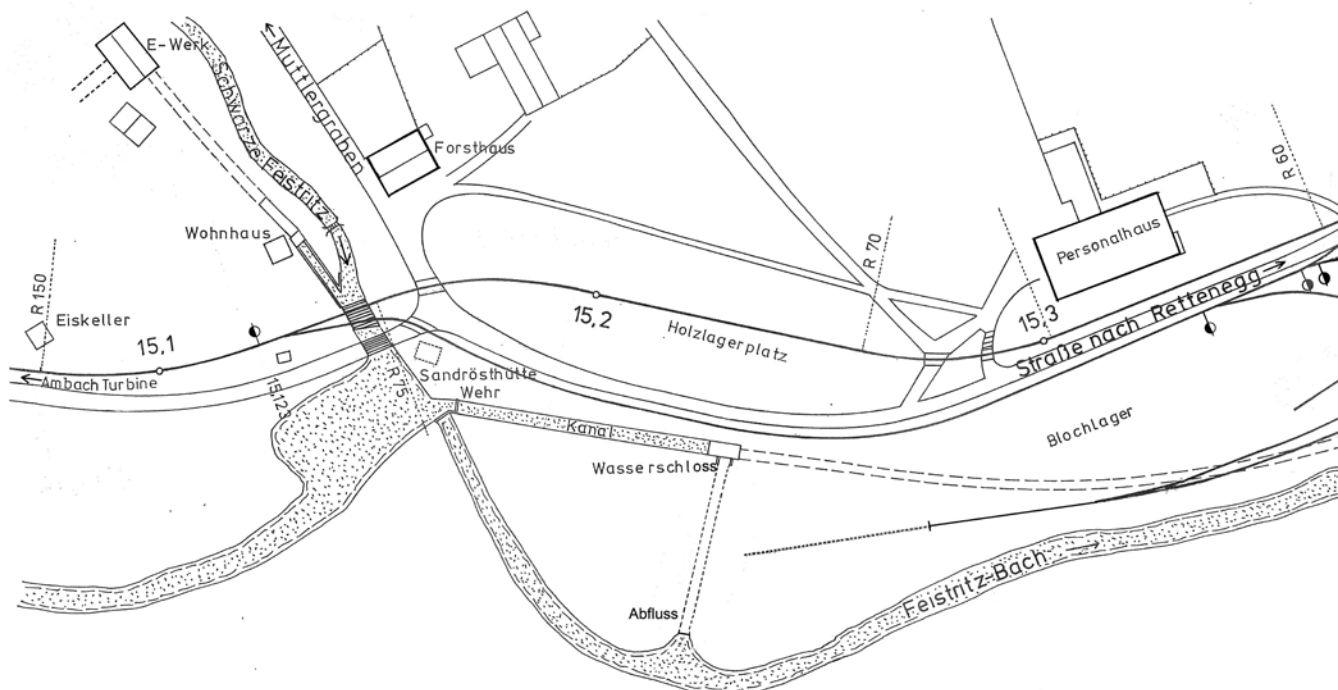 E-Werk
Schwarze Feistritz
Muttlergraben
Forsthaus
Wohnhaus
R 150
Eiskeller
15,1
Ambach Turbine
15,123
R 75
Sandrösthütte
Wehr
15,2
Holzlagerplatz
R 70
Personalhaus
R 60
15,3
Straße nach Rettenegg
Kanal
Wasserschloss
Blochlager
Abfluss
Feistritz-Bach